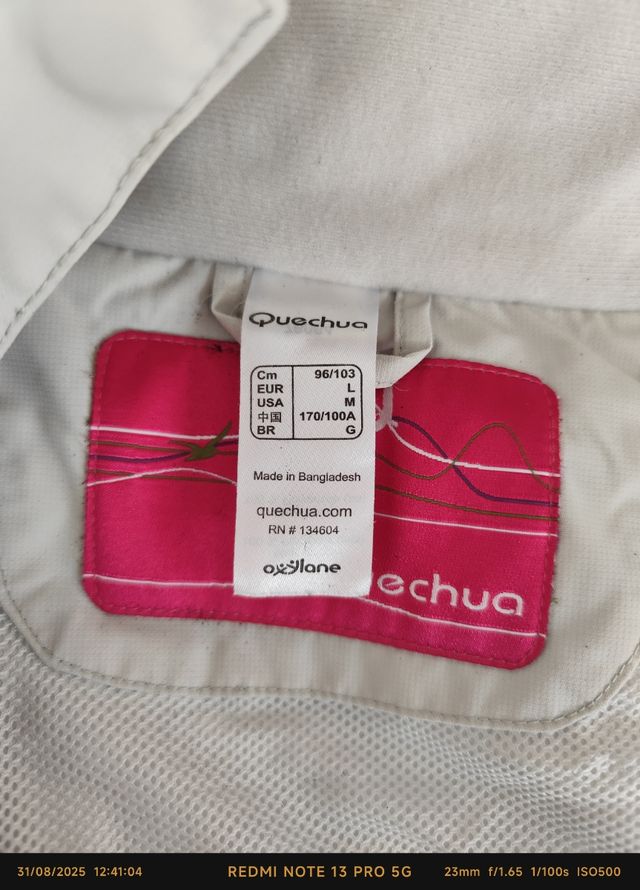 Quechua
Cm 96/103
EUR L
USA M
中国 170/100A
BR G
Made in Bangladesh
quechua.com
RN # 134604
oxylane
echua
31/08/2025 12:41:04 REDMI NOTE 13 PRO 5G 23mm f/1.65 1/100s ISO500